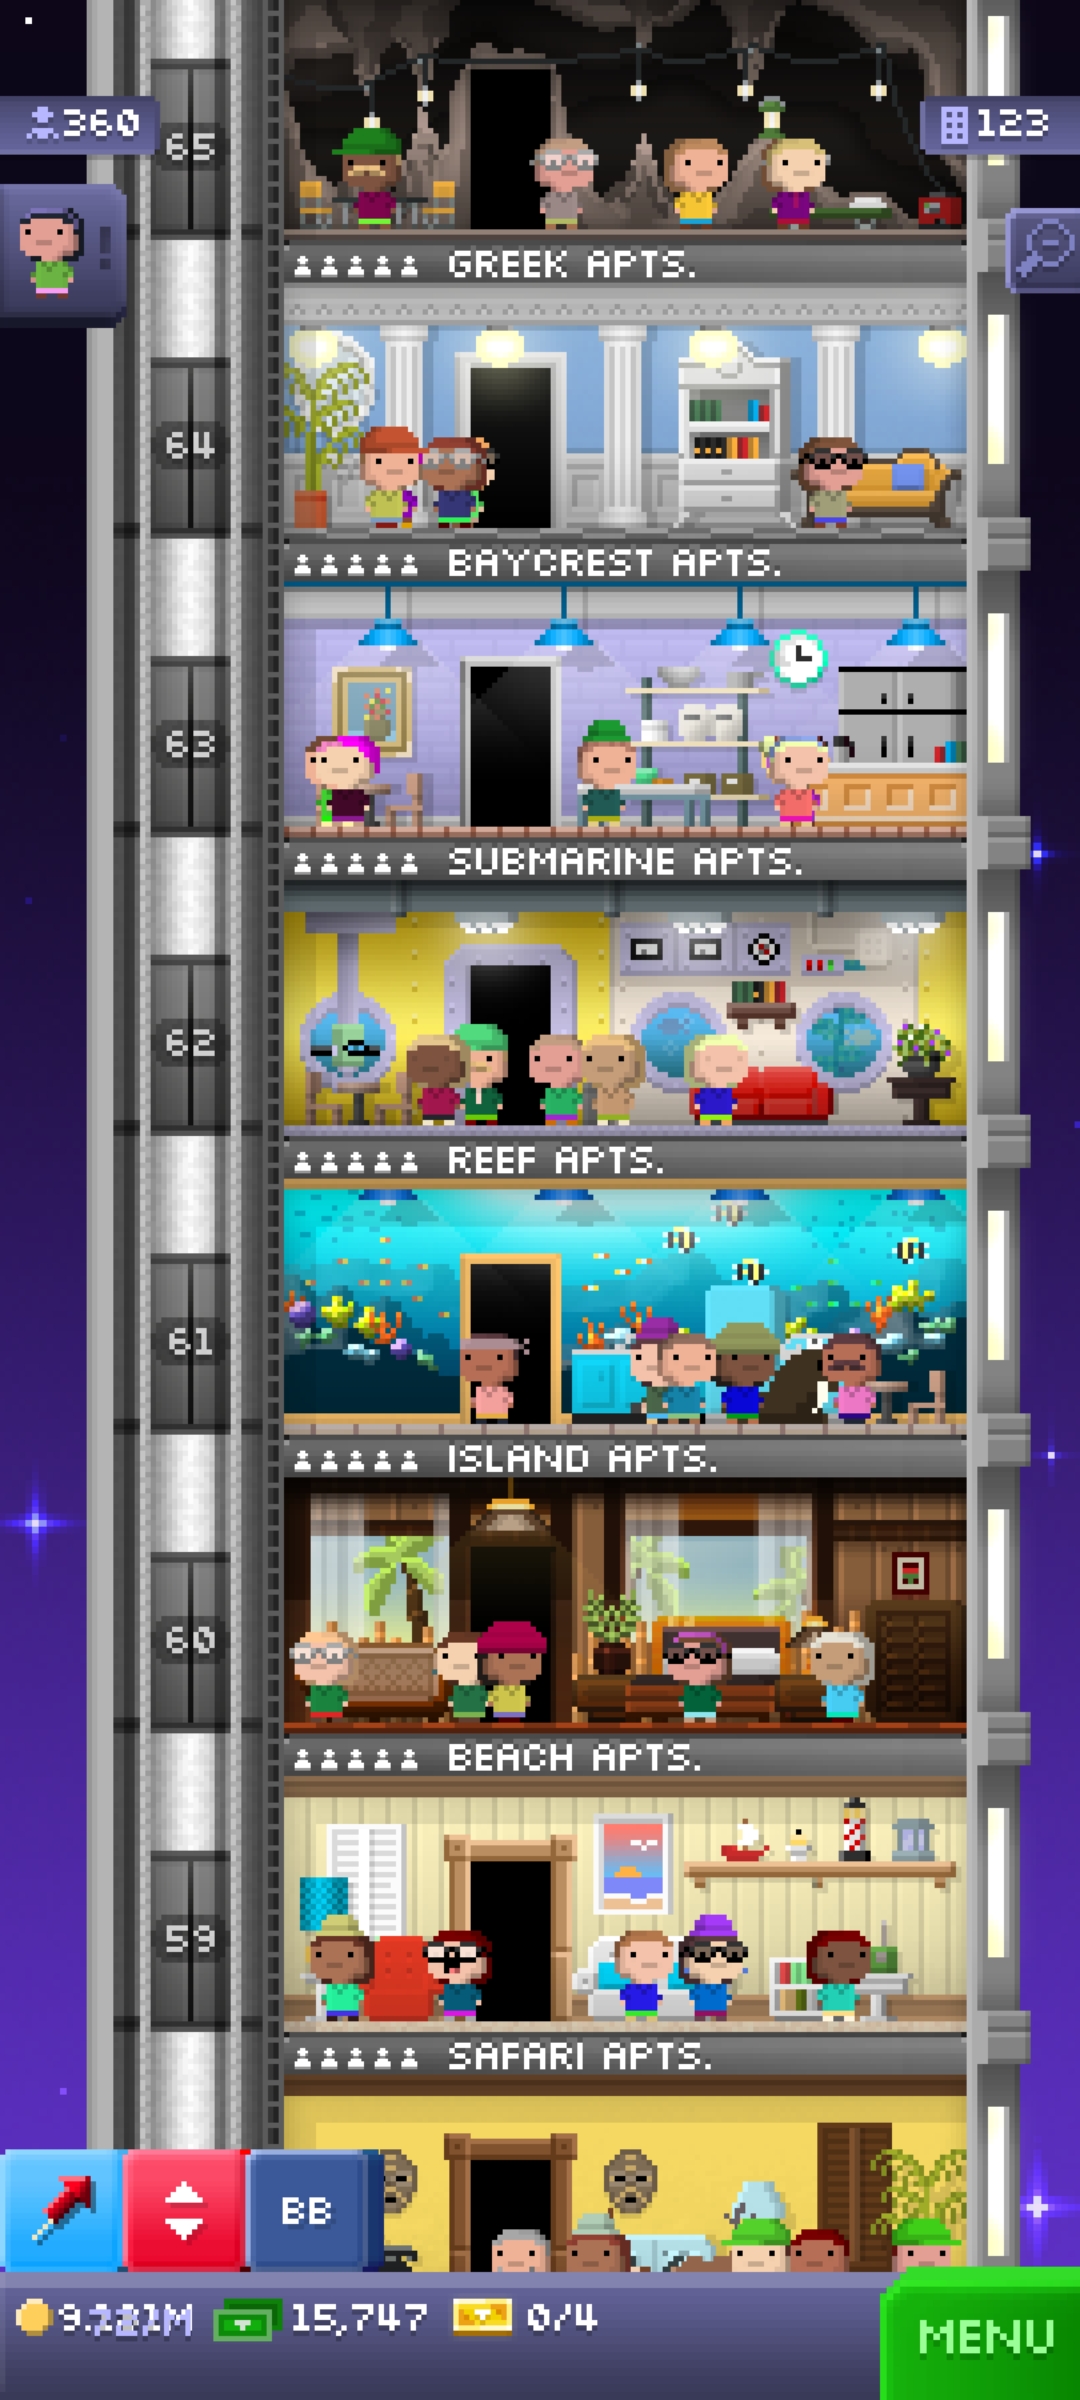 360
123
65
GREEK APTS.
64
BAYCREST APTS.
63
SUBMARINE APTS.
62
REEF APTS.
61
ISLAND APTS.
60
BEACH APTS.
59
SAFARI APTS.
BB
15,747
0/4
MENU